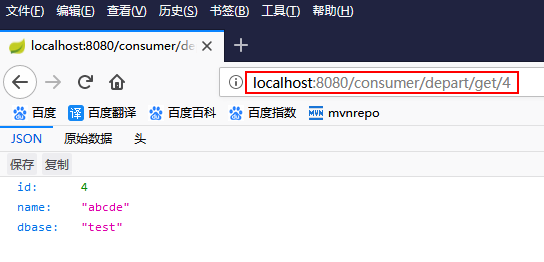 文件(F) 编辑(E) 查看(V) 历史(S) 书签(B) 工具(T) 帮助(H)
localhost:8080/consumer/de
localhost:8080/consumer/depart/get/4
百度 译 百度翻译 百度百科 百度指数 MVN mvnrepo
JSON 原始数据 头
保存 复制
id: 4
name: "abcde"
dbase: "test"